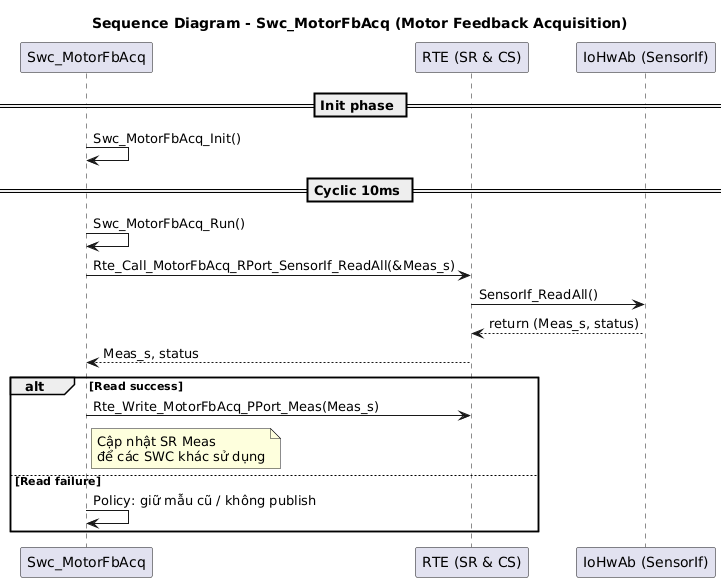 Sequence Diagram - Swc_MotorFbAcq (Motor Feedback Acquisition)
Swc_MotorFbAcq
RTE (SR & CS)
IoHwAb (SensorIf)
Init phase
Swc_MotorFbAcq_Init()
Cyclic 10ms
Swc_MotorFbAcq_Run()
Rte_Call_MotorFbAcq_RPort_SensorIf_ReadAll(&Meas_s)
SensorIf_ReadAll()
return (Meas_s, status)
Meas_s, status
alt
[Read success]
Rte_Write_MotorFbAcq_PPort_Meas(Meas_s)
Cập nhật SR Meas
để các SWC khác sử dụng
[Read failure]
Policy: giữ mẫu cũ / không publish
Swc_MotorFbAcq
RTE (SR & CS)
IoHwAb (SensorIf)